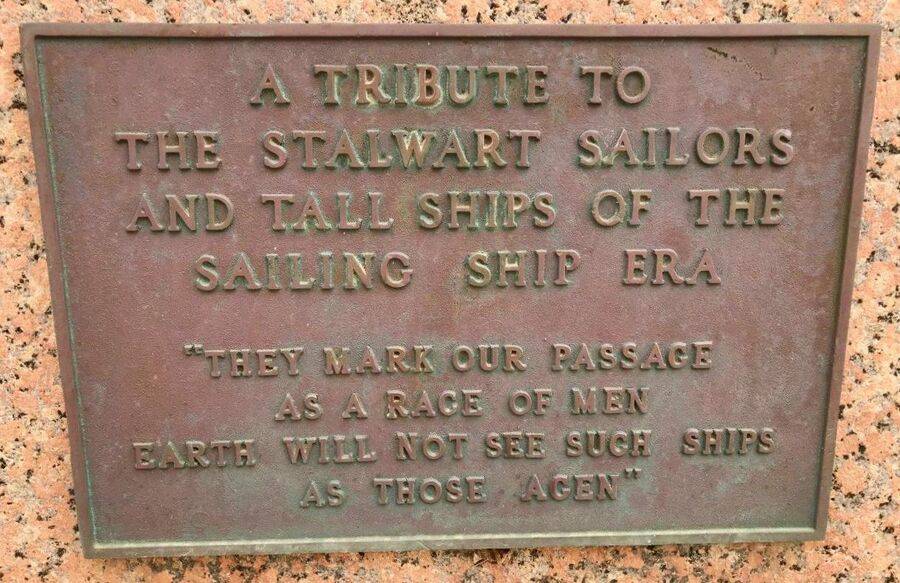 A TRIBUTE TO
THE STALWART SAILORS
AND TALL SHIPS OF THE
SAILING SHIP ERA
"THEY MARK OUR PASSAGE
AS A RACE OF MEN
EARTH WILL NOT SEE SUCH SHIPS
AS THOSE AGEN"